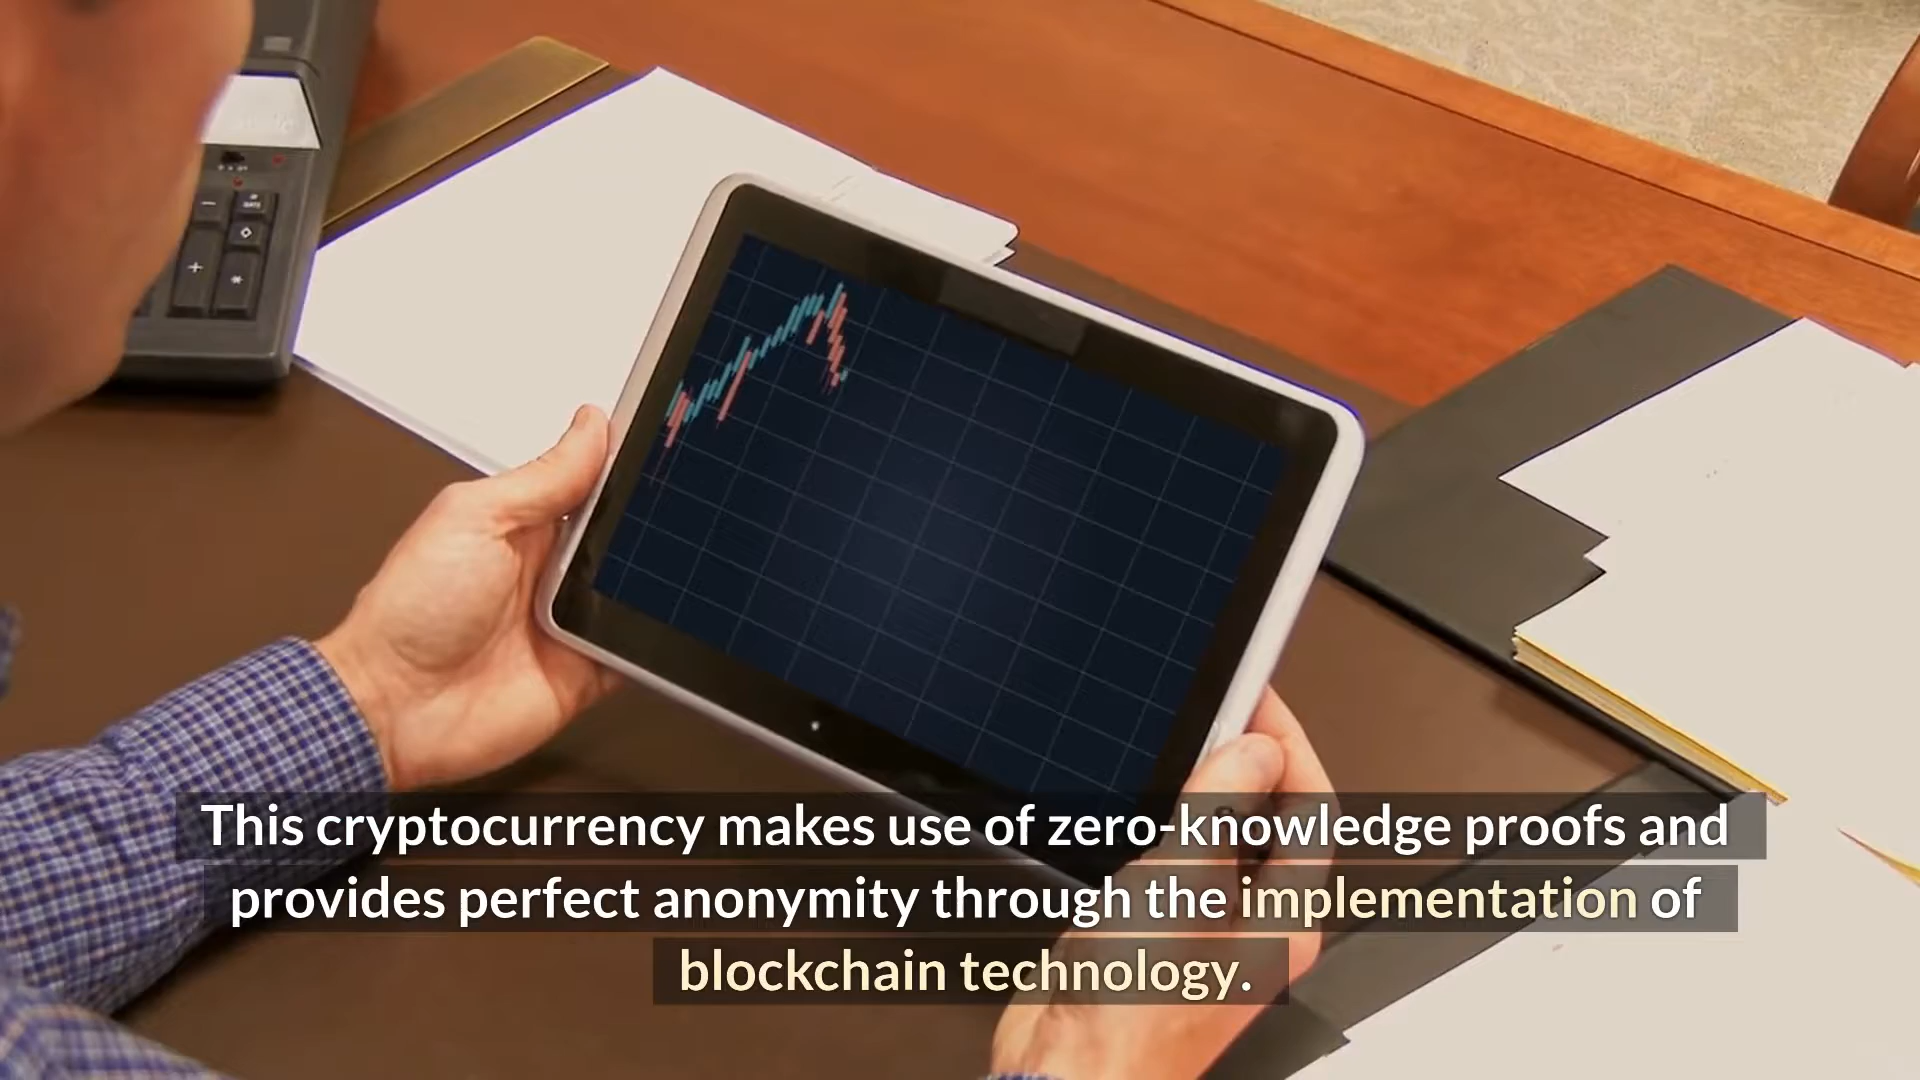 This cryptocurrency makes use of zero-knowledge proofs and
provides perfect anonymity through the implementation of
blockchain technology.